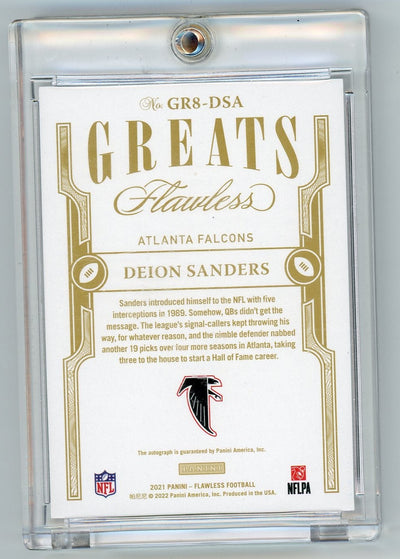 No. GR8-DSA
GREATS
Flawless
ATLANTA FALCONS
DEION SANDERS
Sanders introduced himself to the NFL with five
interceptions in 1989. Somehow, QBs didn't get the
message. The league's signal-callers kept throwing his
way, for whatever reason, and the nimble defender nabbed
another 19 picks over four more seasons in Atlanta, taking
three to the house to start a Hall of Fame career.
The autograph is guaranteed by Panini America, Inc.
PANINI
NFL
2021 PANINI – FLAWLESS FOOTBALL
帕尼尼 © 2022 Panini America, Inc. Produced in the USA.
NFLPA